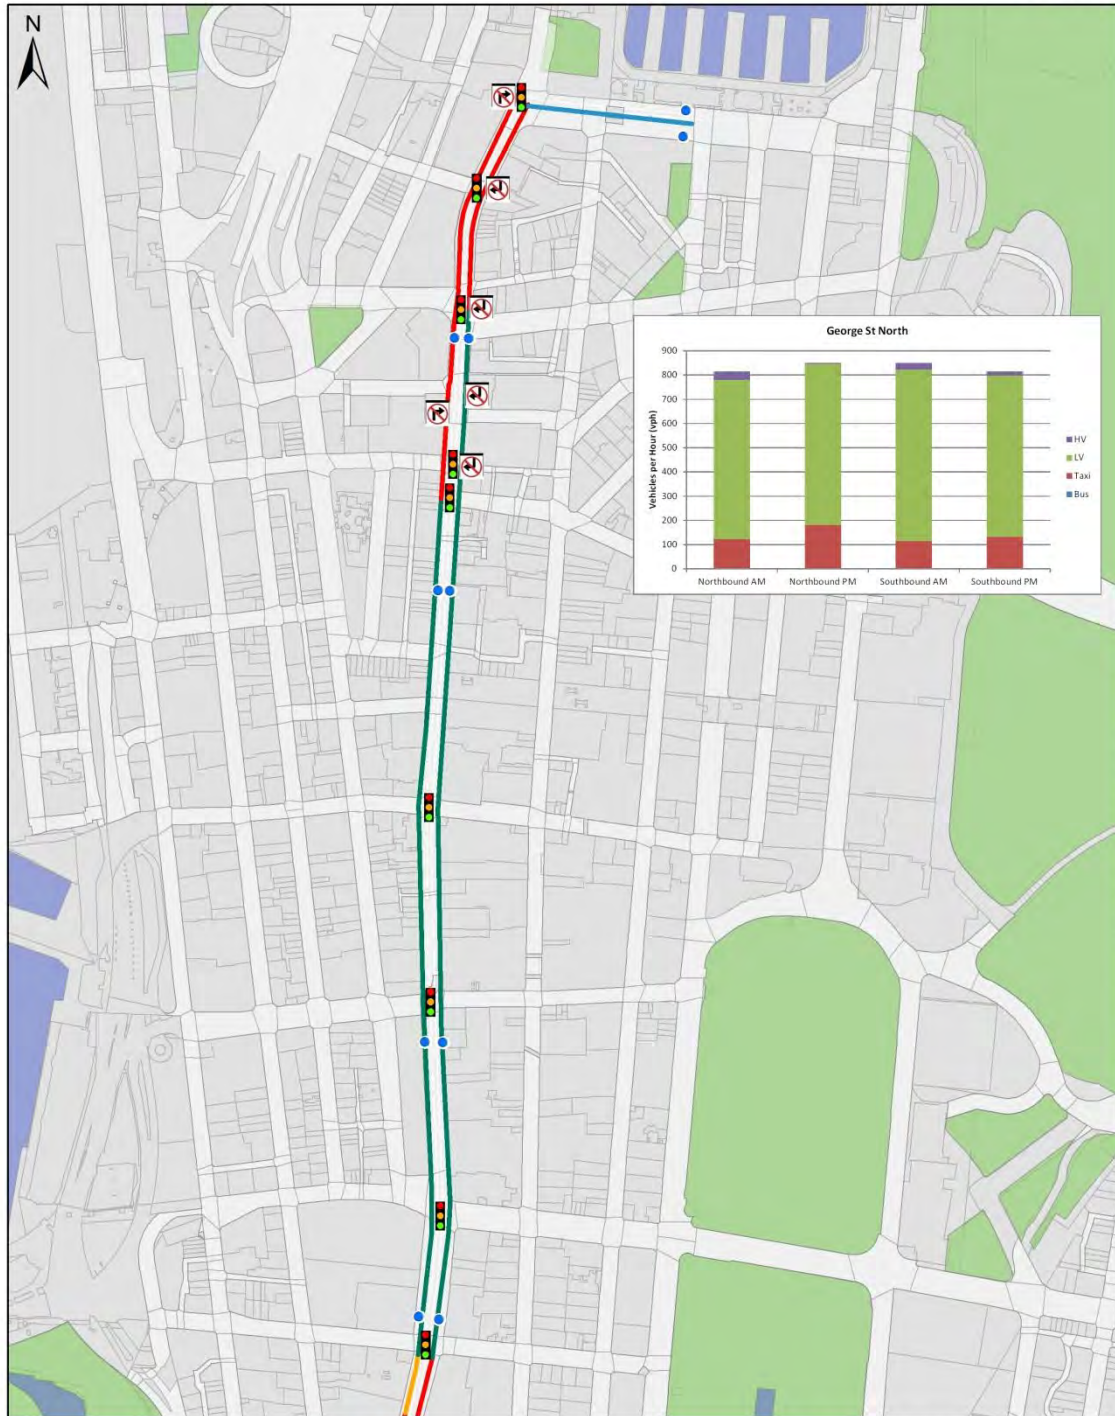 N
George St North
900
800
700
600
500
400
300
200
100
0
Vehicles per Hour (vph)
Northbound AM
Northbound PM
Southbound AM
Southbound PM
HV
LV
Taxi
Bus